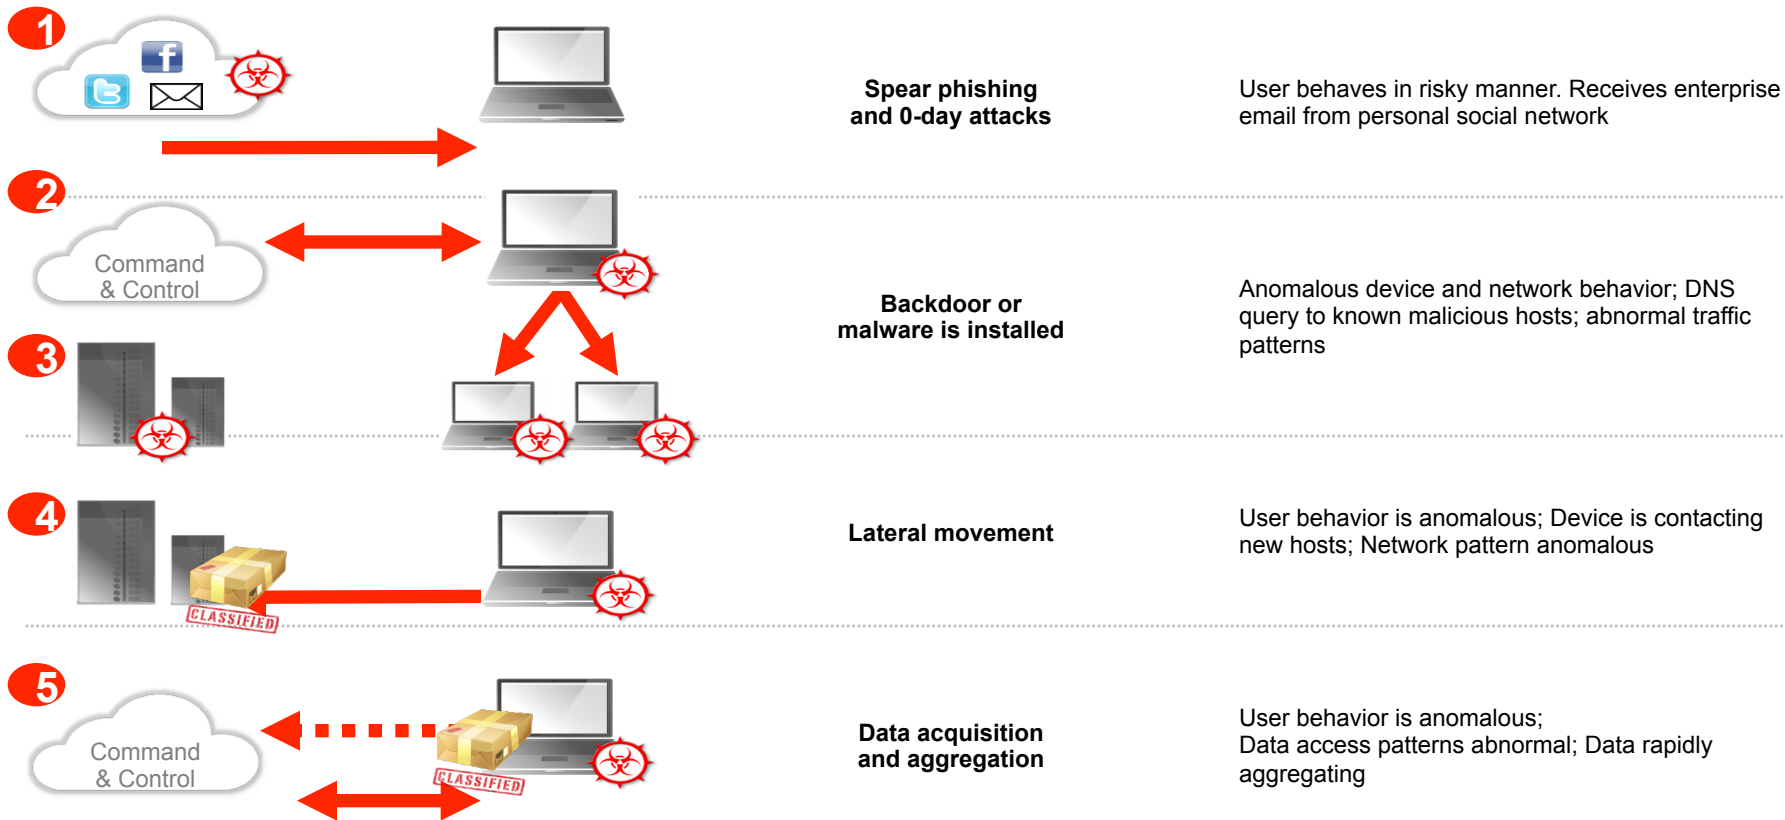 1
f
t
Spear phishing
and 0-day attacks
User behaves in risky manner. Receives enterprise
email from personal social network
2
Command
& Control
Backdoor or
malware is installed
Anomalous device and network behavior; DNS
query to known malicious hosts; abnormal traffic
patterns
3
4
CLASSIFIED
Lateral movement
User behavior is anomalous; Device is contacting
new hosts; Network pattern anomalous
5
Command
& Control
CLASSIFIED
Data acquisition
and aggregation
User behavior is anomalous;
Data access patterns abnormal; Data rapidly
aggregating